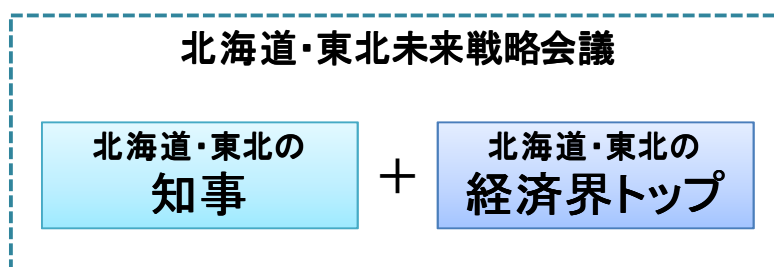 北海道・東北未来戦略会議
北海道・東北の
知事
＋
北海道・東北の
経済界トップ